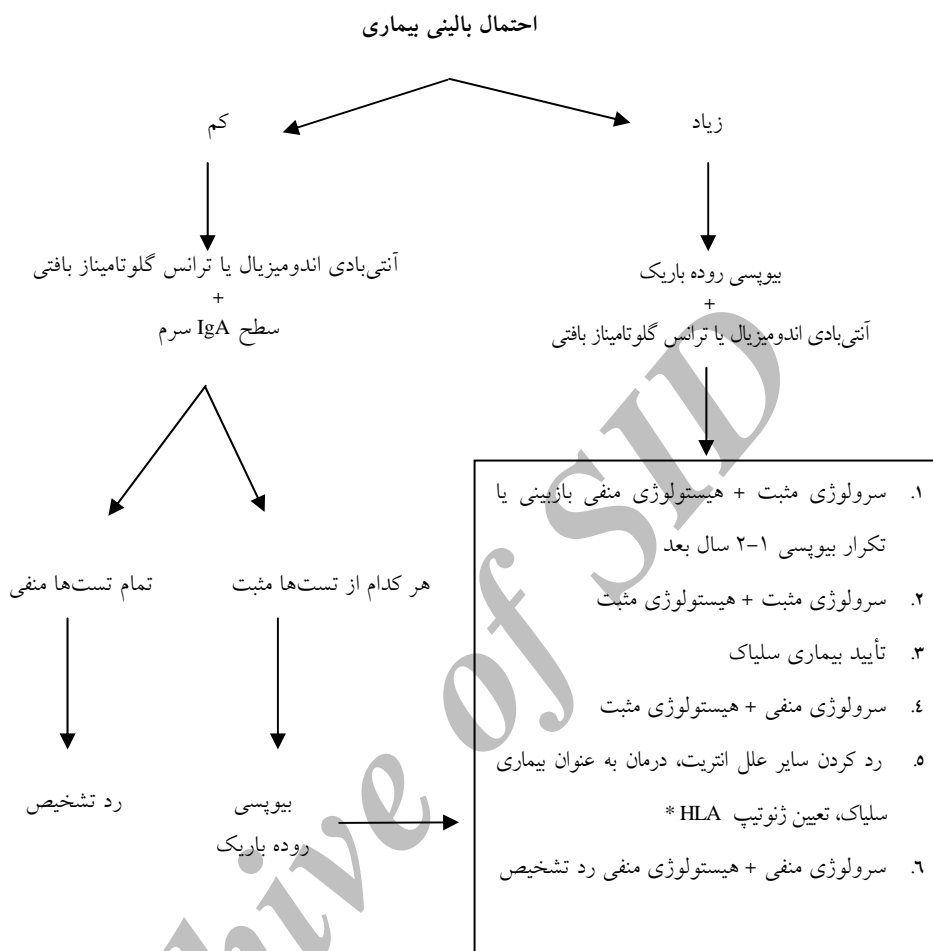 احتمال بالینی بیماری
زیاد
کم
بیوپسی روده باریک
+
آنتی‌بادی اندومیزیال یا ترانس گلوتامیناز بافتی
آنتی‌بادی اندومیزیال یا ترانس گلوتامیناز بافتی
+
سطح IgA سرم
۱. سرولوژی مثبت + هیستولوژی منفی بازبینی یا
تکرار بیوپسی ۱-۲ سال بعد
۲. سرولوژی مثبت + هیستولوژی مثبت
۳. تأیید بیماری سلیاک
٤. سرولوژی منفی + هیستولوژی مثبت
٥. رد کردن سایر علل انتریت، درمان به عنوان بیماری
سلیاک، تعیین ژنوتیپ HLA *
٦. سرولوژی منفی + هیستولوژی منفی رد تشخیص
هر کدام از تست‌ها مثبت
تمام تست‌ها منفی
بیوپسی
روده باریک
رد تشخیص
hive of SID